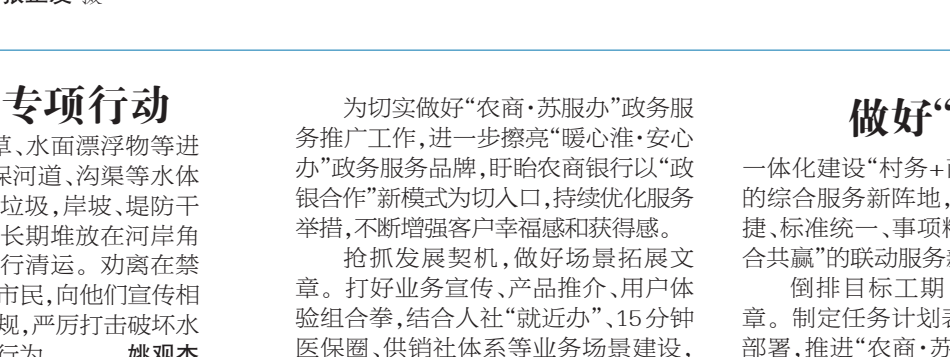 专项行动
、水面漂浮物等进
保河道、沟渠等水体
垃圾,岸坡、堤防干
长期堆放在河岸角
行清运。劝离在禁
市民,向他们宣传相
规,严厉打击破坏水
行为
为切实做好“农商·苏服办”政务服
务推广工作,进一步擦亮“暖心淮·安心
办”政务服务品牌,盱眙农商银行以“政
银合作”新模式为切入口,持续优化服务
举措,不断增强客户幸福感和获得感。
抢抓发展契机,做好场景拓展文
章。打好业务宣传、产品推介、用户体
验组合拳,结合人社“就近办”、15分钟
医保圈、供销社体系等业务场景建设,
做好“
一体化建设“村务+
的综合服务新阵地,
捷、标准统一、事项
合共赢”的联动服务
倒排目标工期
章。制定任务计划
部署,推进“农商·苏